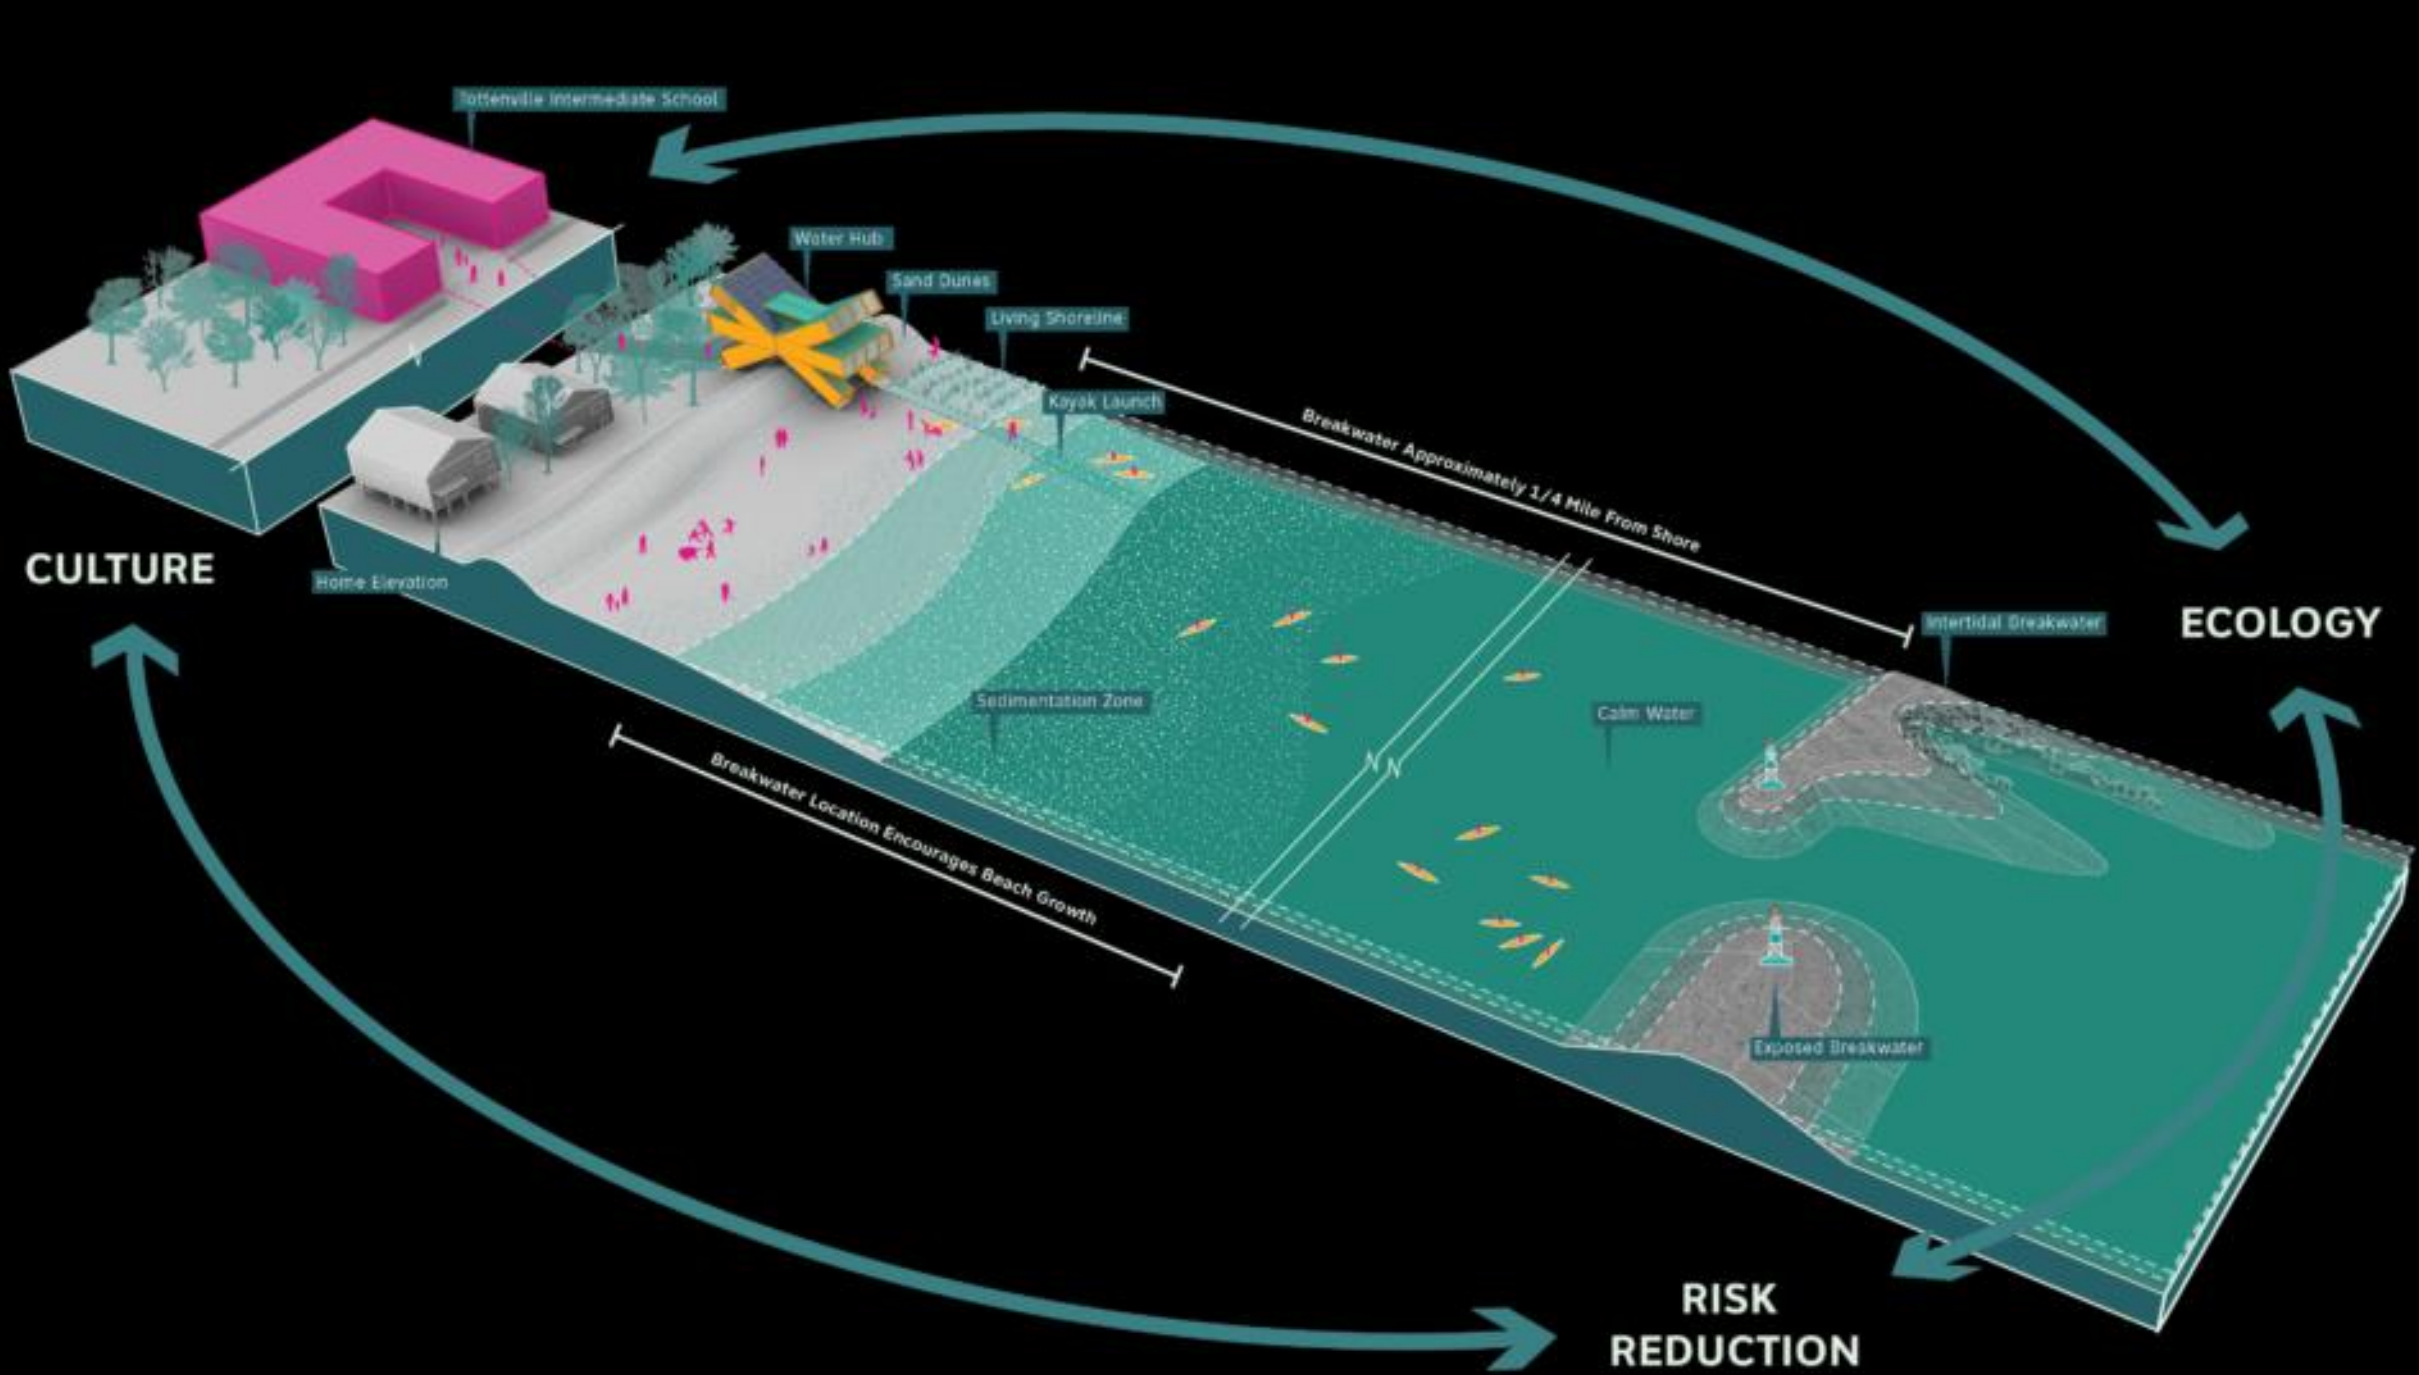 Tottenville Intermediate School
Water Hub
Sand Dunes
Living Shoreline
Kayak Launch
Breakwater Approximately 1/4 Mile From Shore
CULTURE
Home Elevation
Intertidal Breakwater
ECOLOGY
Sedimentation Zone
Calm Water
Breakwater Location Encourages Beach Growth
Exposed Breakwater
RISK
REDUCTION